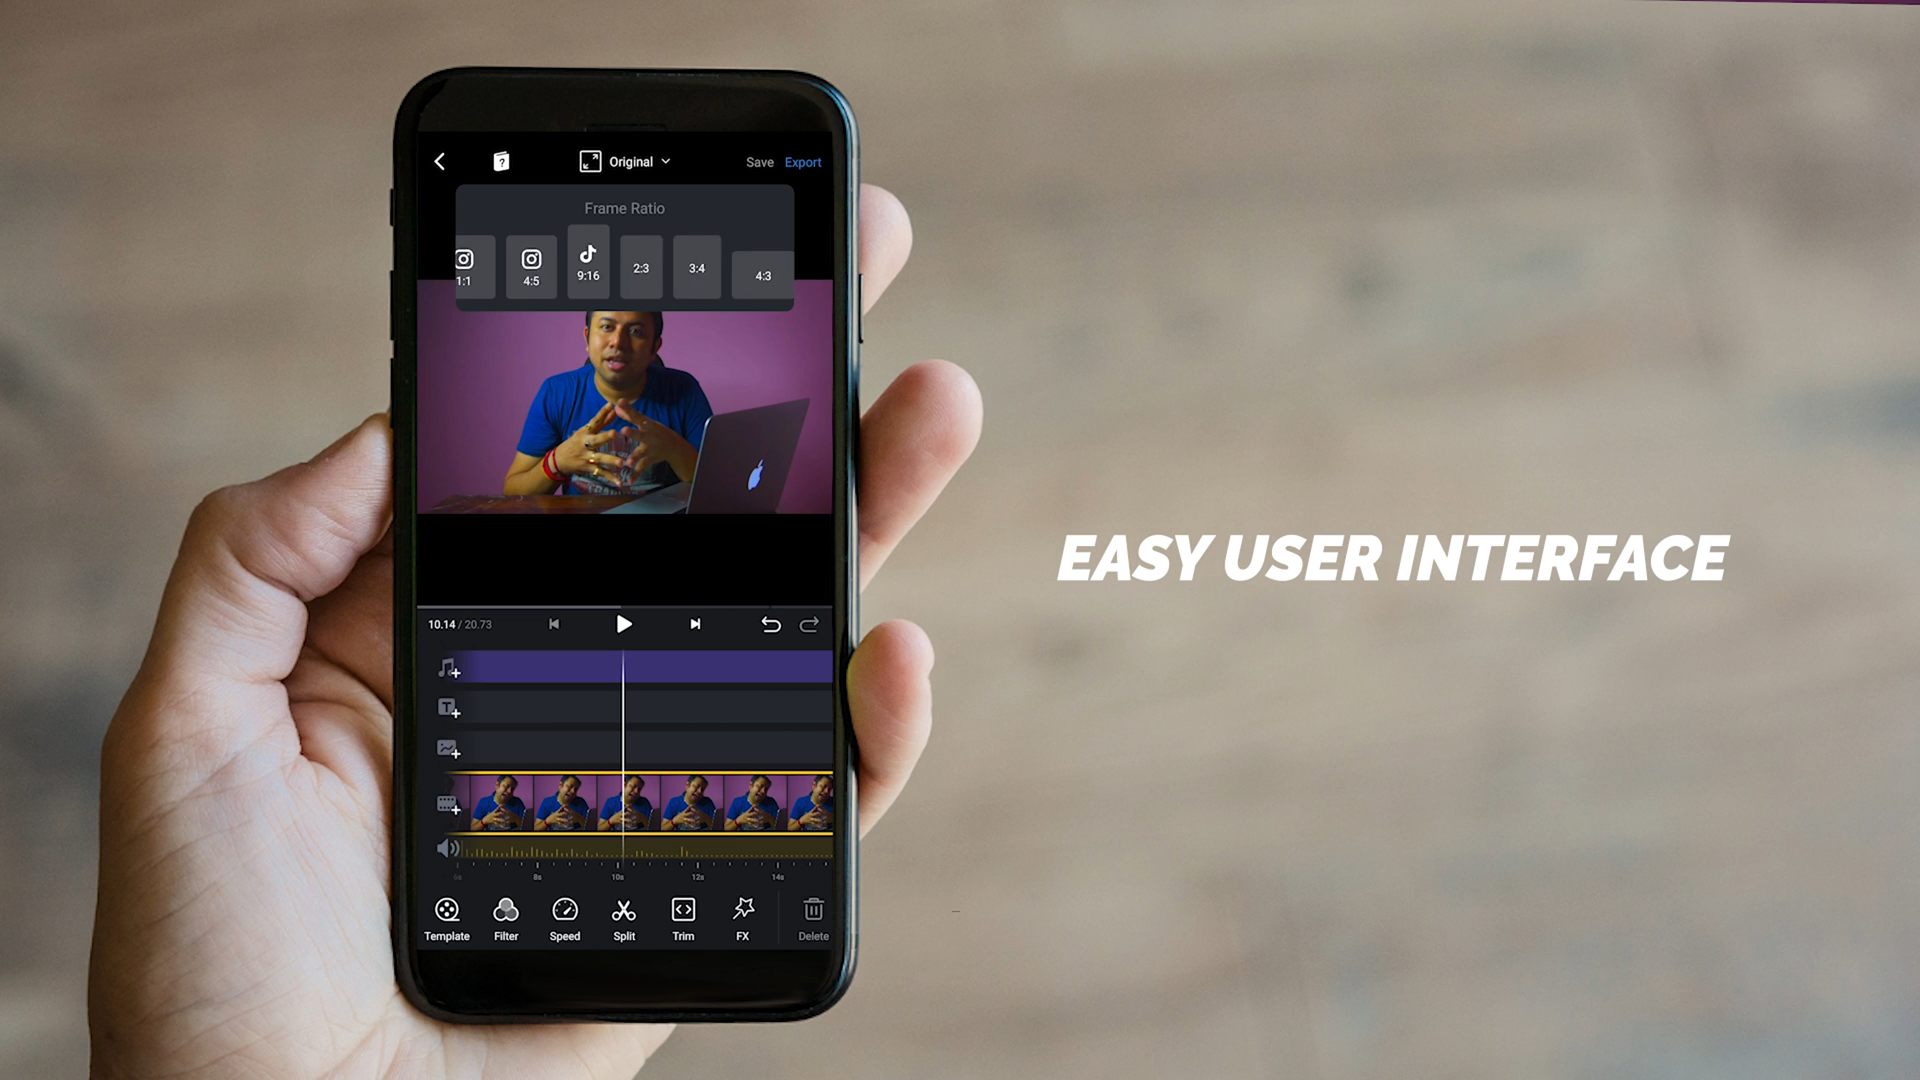 Original
Save Export
Frame Ratio
1:1
4:5
9:16
2:3
3:4
4:3
10.14 / 20.73
EASY USER INTERFACE
6s 8s 10s 12s 14s
Template Filter Speed Split Trim FX Delete